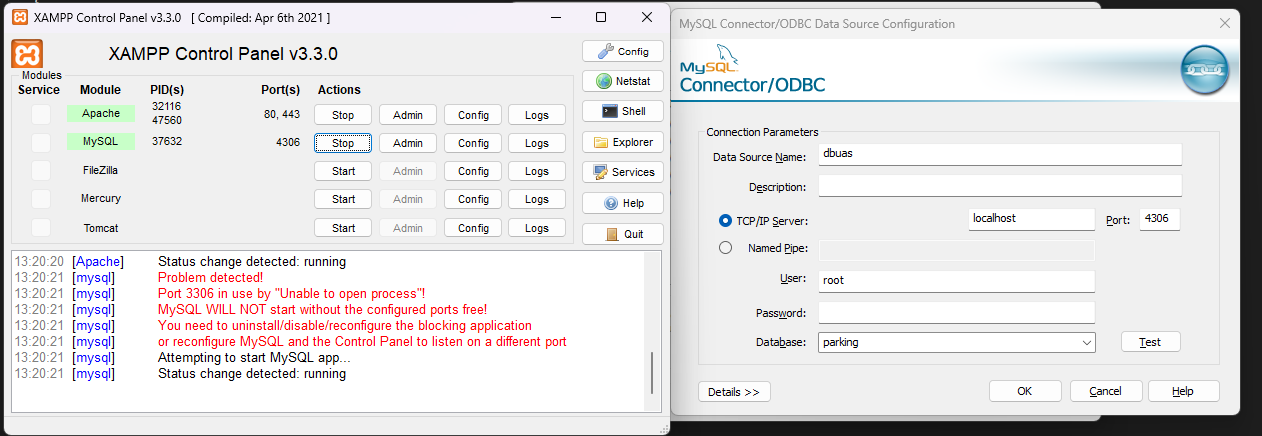 XAMPP Control Panel v3.3.0 [ Compiled: Apr 6th 2021 ]
XAMPP Control Panel v3.3.0
Config
Modules
Service Module PID(s) Port(s) Actions
Netstat
Apache 32116 47560 80, 443 Stop Admin Config Logs
Shell
MySQL 37632 4306 Stop Admin Config Logs
Explorer
FileZilla Start Admin Config Logs
Services
Mercury Start Admin Config Logs
Help
Tomcat Start Admin Config Logs
Quit
13:20:20 [Apache] Status change detected: running
13:20:21 [mysql] Problem detected!
13:20:21 [mysql] Port 3306 in use by "Unable to open process"!
13:20:21 [mysql] MySQL WILL NOT start without the configured ports free!
13:20:21 [mysql] You need to uninstall/disable/reconfigure the blocking application
13:20:21 [mysql] or reconfigure MySQL and the Control Panel to listen on a different port
13:20:21 [mysql] Attempting to start MySQL app...
13:20:21 [mysql] Status change detected: running
MySQL Connector/ODBC Data Source Configuration
MySQL
Connector/ODBC
Connection Parameters
Data Source Name: dbuas
Description:
TCP/IP Server: localhost Port: 4306
Named Pipe:
User: root
Password:
Database: parking Test
Details >> OK Cancel Help